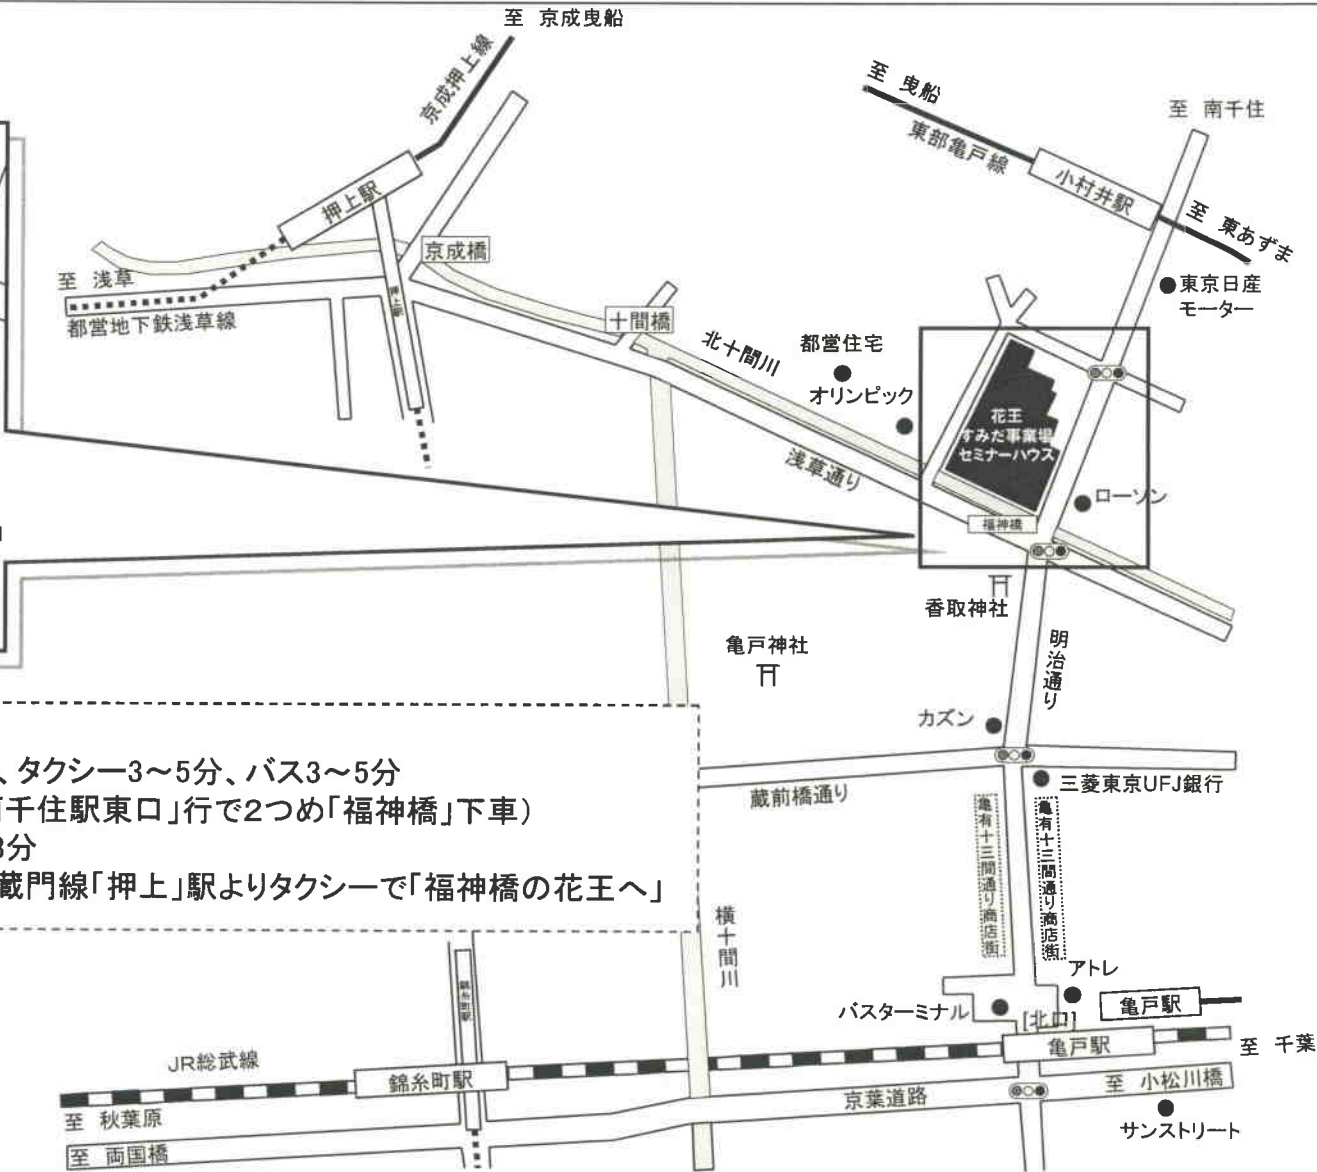 至 京成曳船
京成押上線
至 曳船
東部亀戸線
至 南千住
小村井駅
至 東あずま
押上駅
京成橋
至 浅草
都営地下鉄浅草線
押上駅
十間橋
北十間川
都営住宅
オリンピック
東京日産
モーター
花王
すみだ事業場
セミナーハウス
浅草通り
ローソン
福神橋
香取神社
亀戸神社
明治通り
カズン
三菱東京UFJ銀行
蔵前橋通り
亀有十三間通り商店街
亀有十三間通り商店街
、タクシー3～5分、バス3～5分
千住駅東口」行で2つめ「福神橋」下車）
分
蔵門線「押上」駅よりタクシーで「福神橋の花王へ」
横十間川
アトレ
バスターミナル
[北口]
亀戸駅
亀戸駅
至 千葉
JR総武線
錦糸町駅
錦糸町駅
至 秋葉原
京葉道路
至 小松川橋
至 両国橋
サンストリート